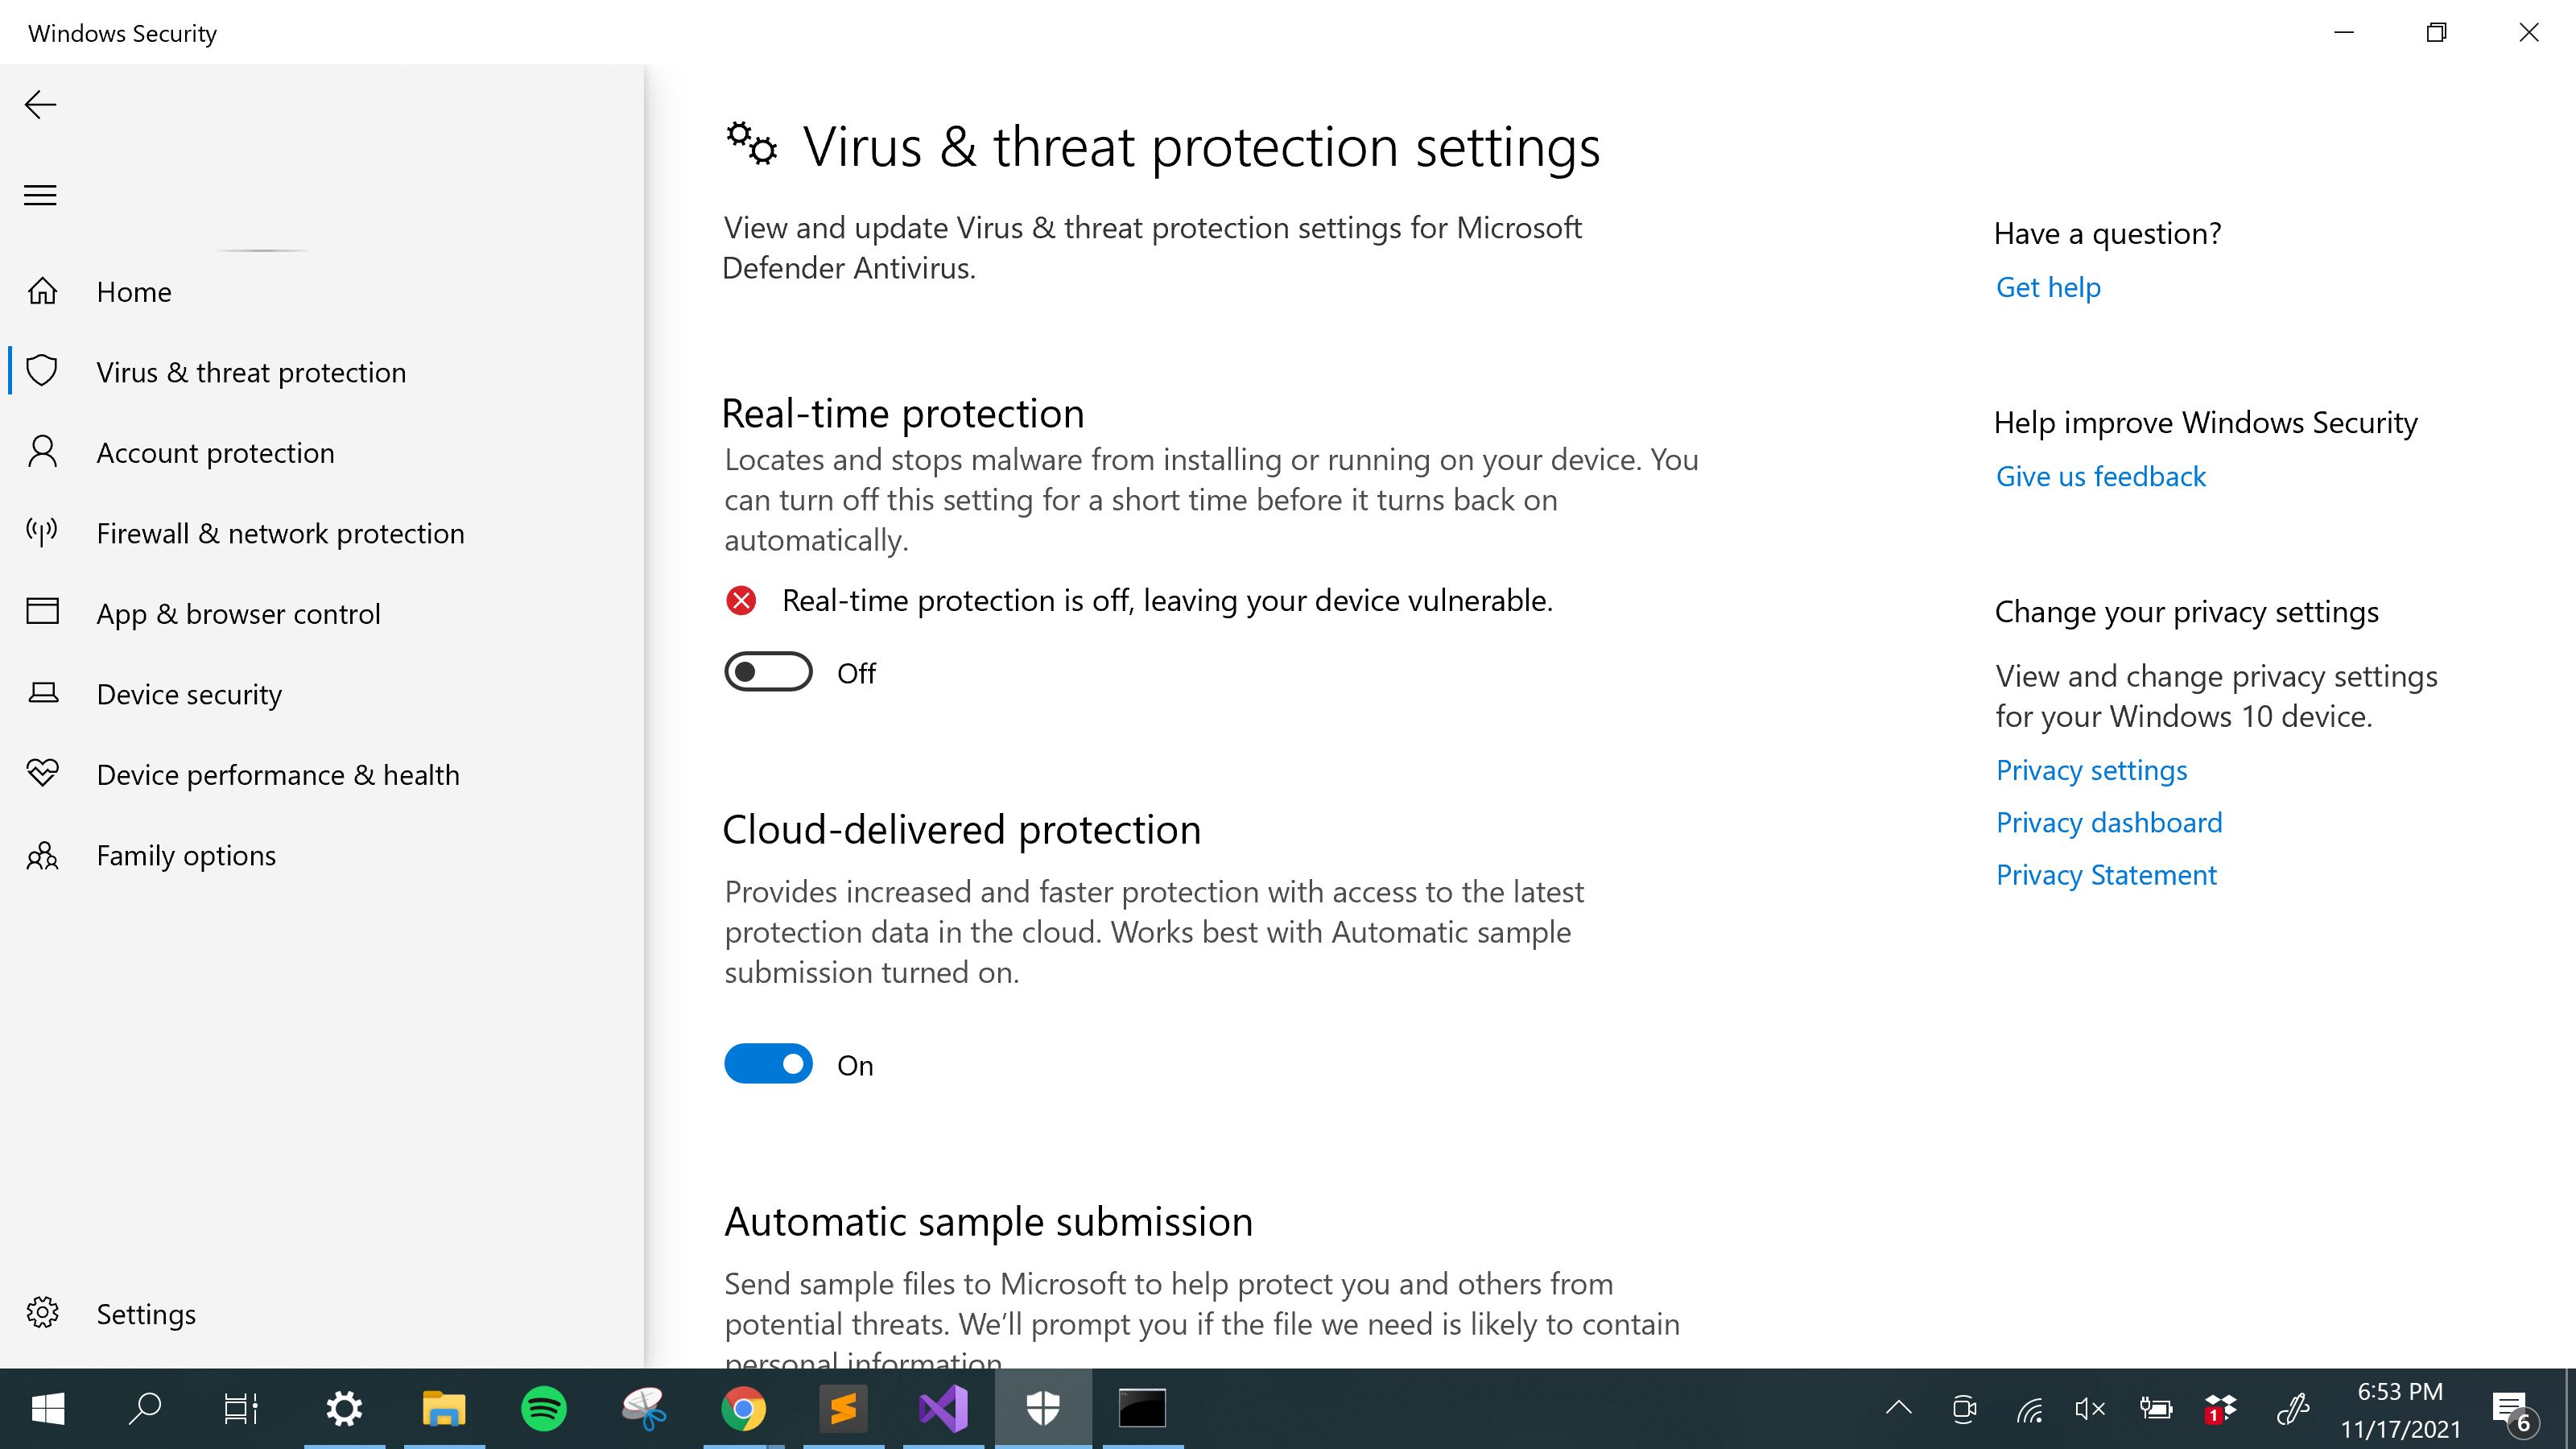 Windows Security
Home
Virus & threat protection
Account protection
Firewall & network protection
App & browser control
Device security
Device performance & health
Family options
Settings
Virus & threat protection settings
View and update Virus & threat protection settings for Microsoft
Defender Antivirus.
Real-time protection
Locates and stops malware from installing or running on your device. You
can turn off this setting for a short time before it turns back on
automatically.
Real-time protection is off, leaving your device vulnerable.
Off
Cloud-delivered protection
Provides increased and faster protection with access to the latest
protection data in the cloud. Works best with Automatic sample
submission turned on.
On
Automatic sample submission
Send sample files to Microsoft to help protect you and others from
potential threats. We’ll prompt you if the file we need is likely to contain
personal information.
Have a question?
Get help
Help improve Windows Security
Give us feedback
Change your privacy settings
View and change privacy settings
for your Windows 10 device.
Privacy settings
Privacy dashboard
Privacy Statement
1
6:53 PM
11/17/2021
6